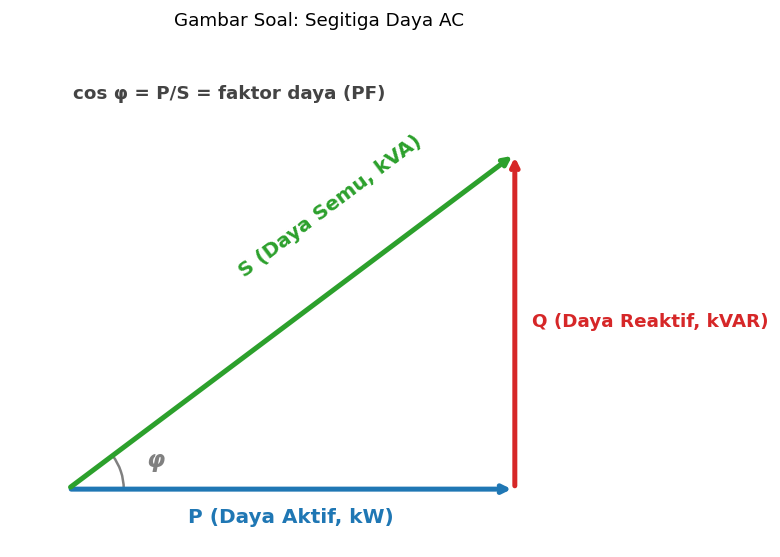 Gambar Soal: Segitiga Daya AC
cos φ = P/S = faktor daya (PF)
S (Daya Semu, kVA)
Q (Daya Reaktif, kVAR)
φ
P (Daya Aktif, kW)